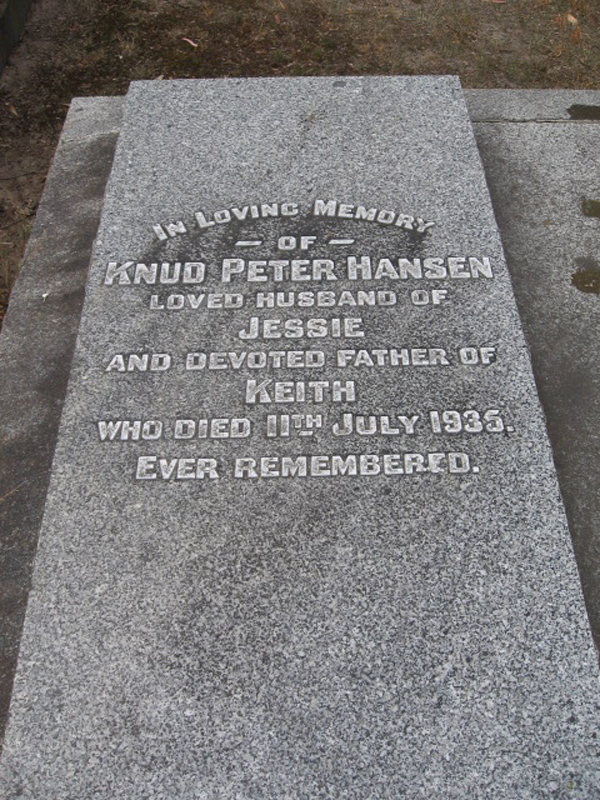 In Loving Memory
— OF —
Knud Peter Hansen
LOVED HUSBAND OF
Jessie
AND DEVOTED FATHER OF
Keith
WHO DIED 11TH July 1935.
Ever remembered.